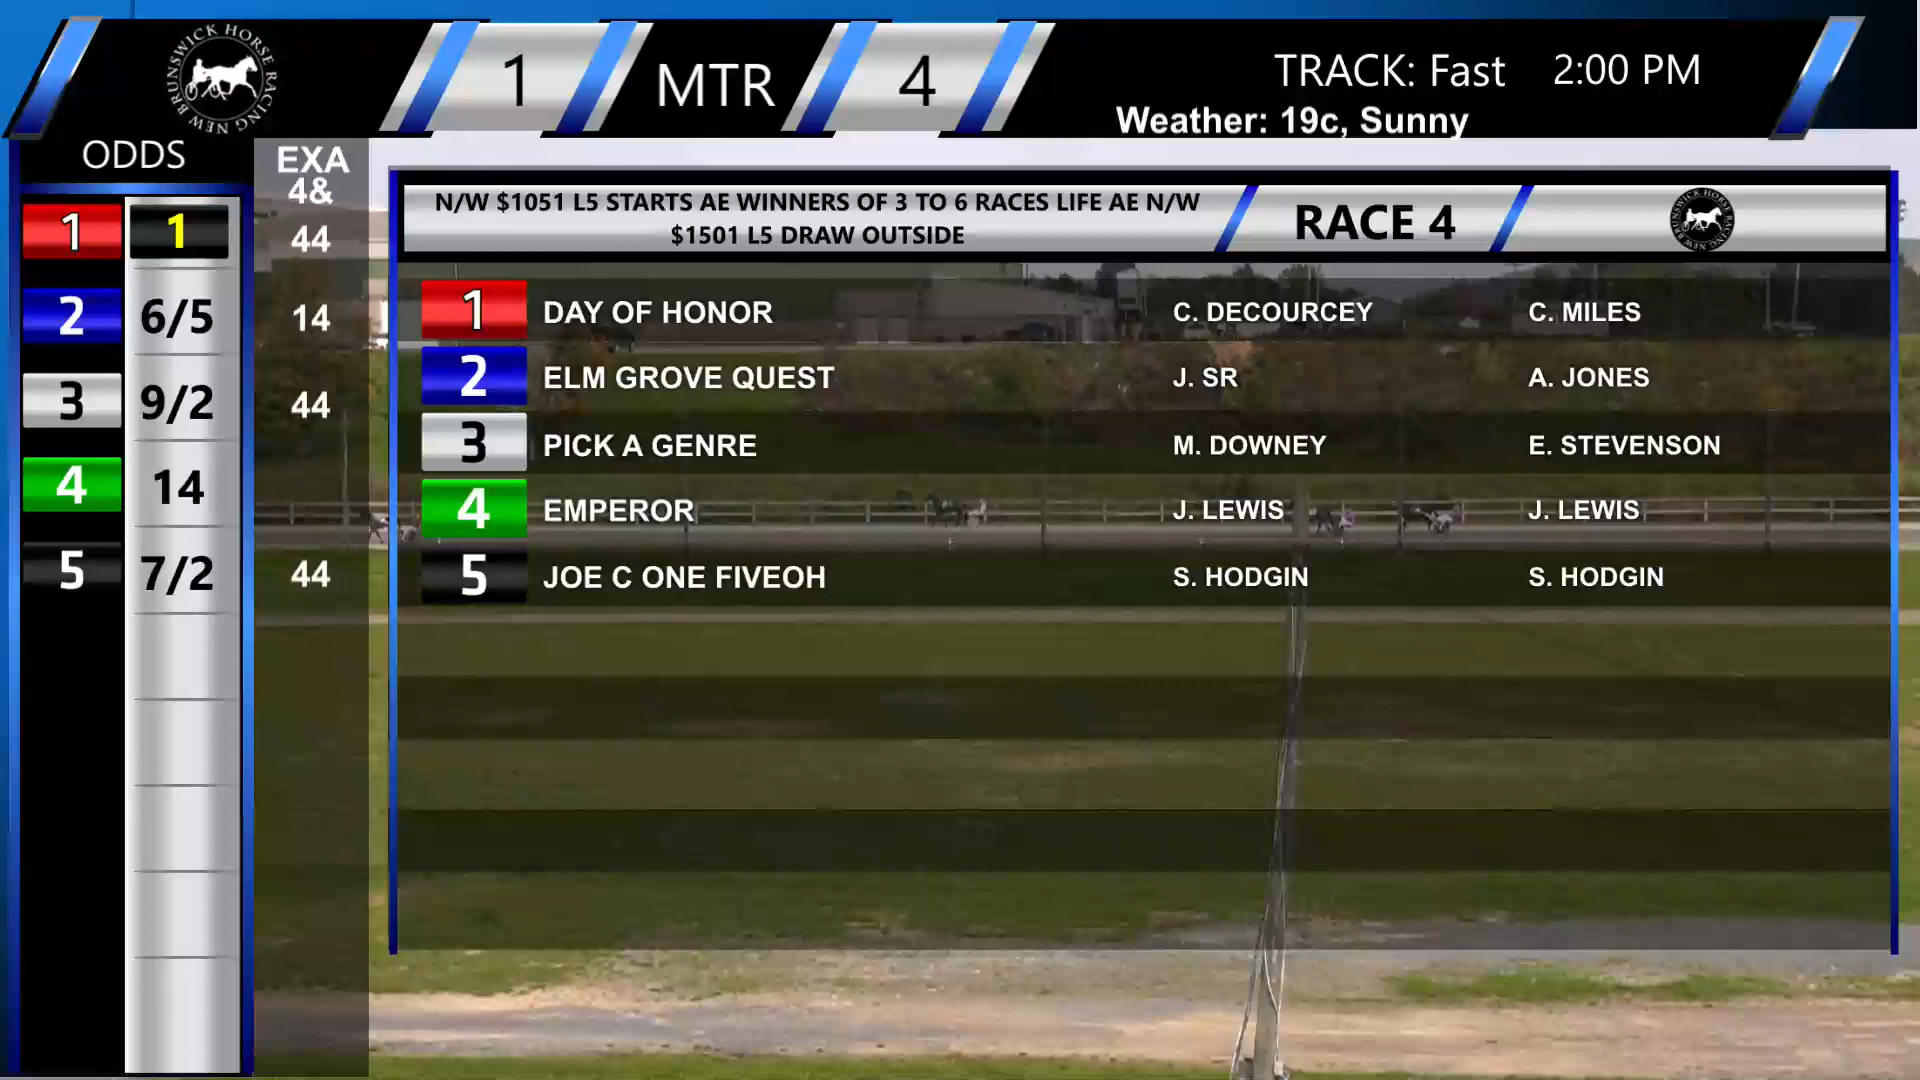 NEW BRUNSWICK HORSE RACING
1 MTR 4
TRACK: Fast 2:00 PM
Weather: 19c, Sunny
ODDS
EXA
4&
1 1 44
2 6/5 14
3 9/2 44
4 14
5 7/2 44
N/W $1051 L5 STARTS AE WINNERS OF 3 TO 6 RACES LIFE AE N/W
$1501 L5 DRAW OUTSIDE
RACE 4
NEW BRUNSWICK HORSE RACING
1 DAY OF HONOR C. DECOURCEY C. MILES
2 ELM GROVE QUEST J. SR A. JONES
3 PICK A GENRE M. DOWNEY E. STEVENSON
4 EMPEROR J. LEWIS J. LEWIS
5 JOE C ONE FIVEOH S. HODGIN S. HODGIN